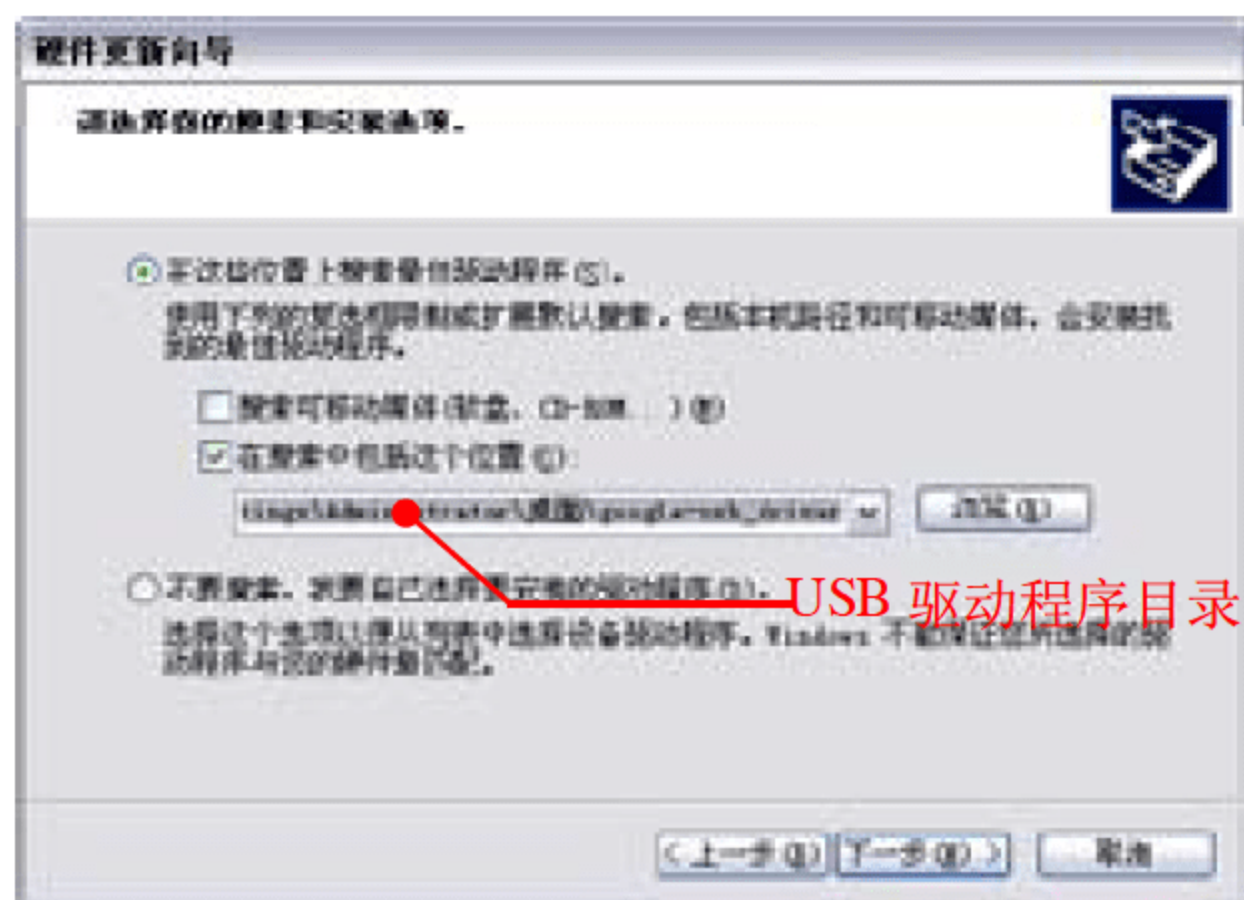 硬件更新向导
请选择您的搜索和安装选项。
在这些位置上搜索最佳驱动程序(S)。
使用下列的复选框限制或扩展默认搜索，包括本机路径和可移动媒体。会安装找
到的最佳驱动程序。
搜索可移动媒体(软盘、CD-ROM...)(M)
在搜索中包括这个位置(O):
tings\Administrator\桌面\google-usb_driver
浏览(R)
不要搜索。我要自己选择要安装的驱动程序(D)。
USB 驱动程序目录
选择这个选项以便从列表中选择设备驱动程序。Windows 不能保证您所选择的驱
动程序与您的硬件最匹配。
<上一步(B)
下一步(N)>
取消